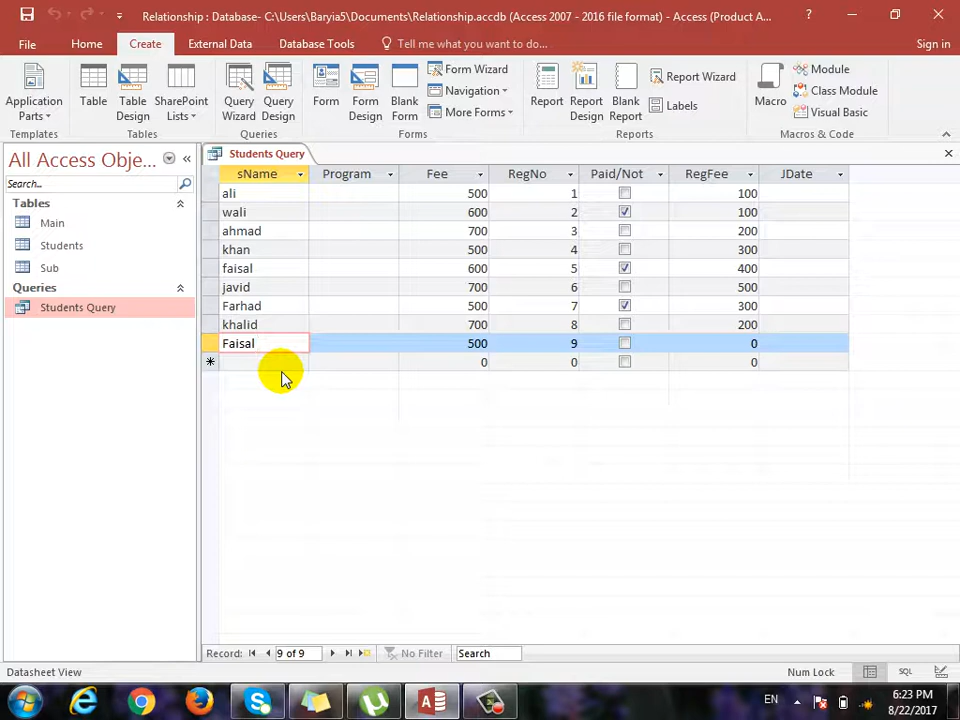 Relationship : Database- C:\Users\Baryia5\Documents\Relationship.accdb (Access 2007 - 2016 file format) - Access (Product A...
?
File Home Create External Data Database Tools Tell me what you want to do... Sign in
Application Parts Table Table Design SharePoint Lists Query Wizard Query Design Form Form Design Blank Form Form Wizard Navigation More Forms Report Report Design Blank Report Report Wizard Labels Macro Module Class Module Visual Basic
Templates Tables Queries Forms Reports Macros & Code
All Access Obje... «
Search...
Tables
Main
Students
Sub
Queries
Students Query
Students Query
sName Program Fee RegNo Paid/Not RegFee JDate
ali 500 1 100
wali 600 2 100
ahmad 700 3 200
khan 500 4 300
faisal 600 5 400
javid 700 6 500
Farhad 500 7 300
khalid 700 8 200
Faisal 500 9 0
* 0 0 0
Record: 9 of 9 No Filter Search
Datasheet View Num Lock SQL
EN 6:23 PM
8/22/2017